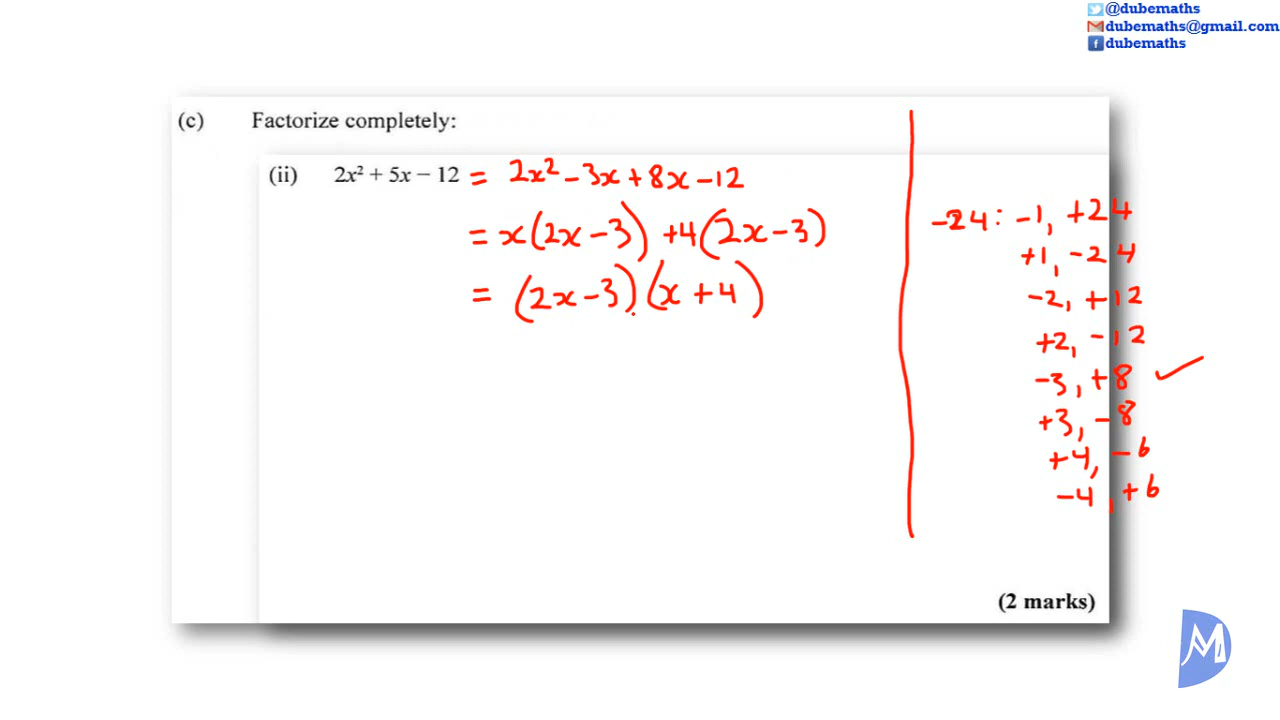 @dubemaths
dubemaths@gmail.com
dubemaths
(c) Factorize completely:
(ii) 2x² + 5x − 12 = 2x² − 3x + 8x − 12
= x(2x − 3) + 4(2x − 3)
= (2x − 3)(x + 4)
−24: −1, +24
+1, −24
−2, +12
+2, −12
−3, +8 ✓
+3, −8
+4, −6
−4, +6
(2 marks)
M